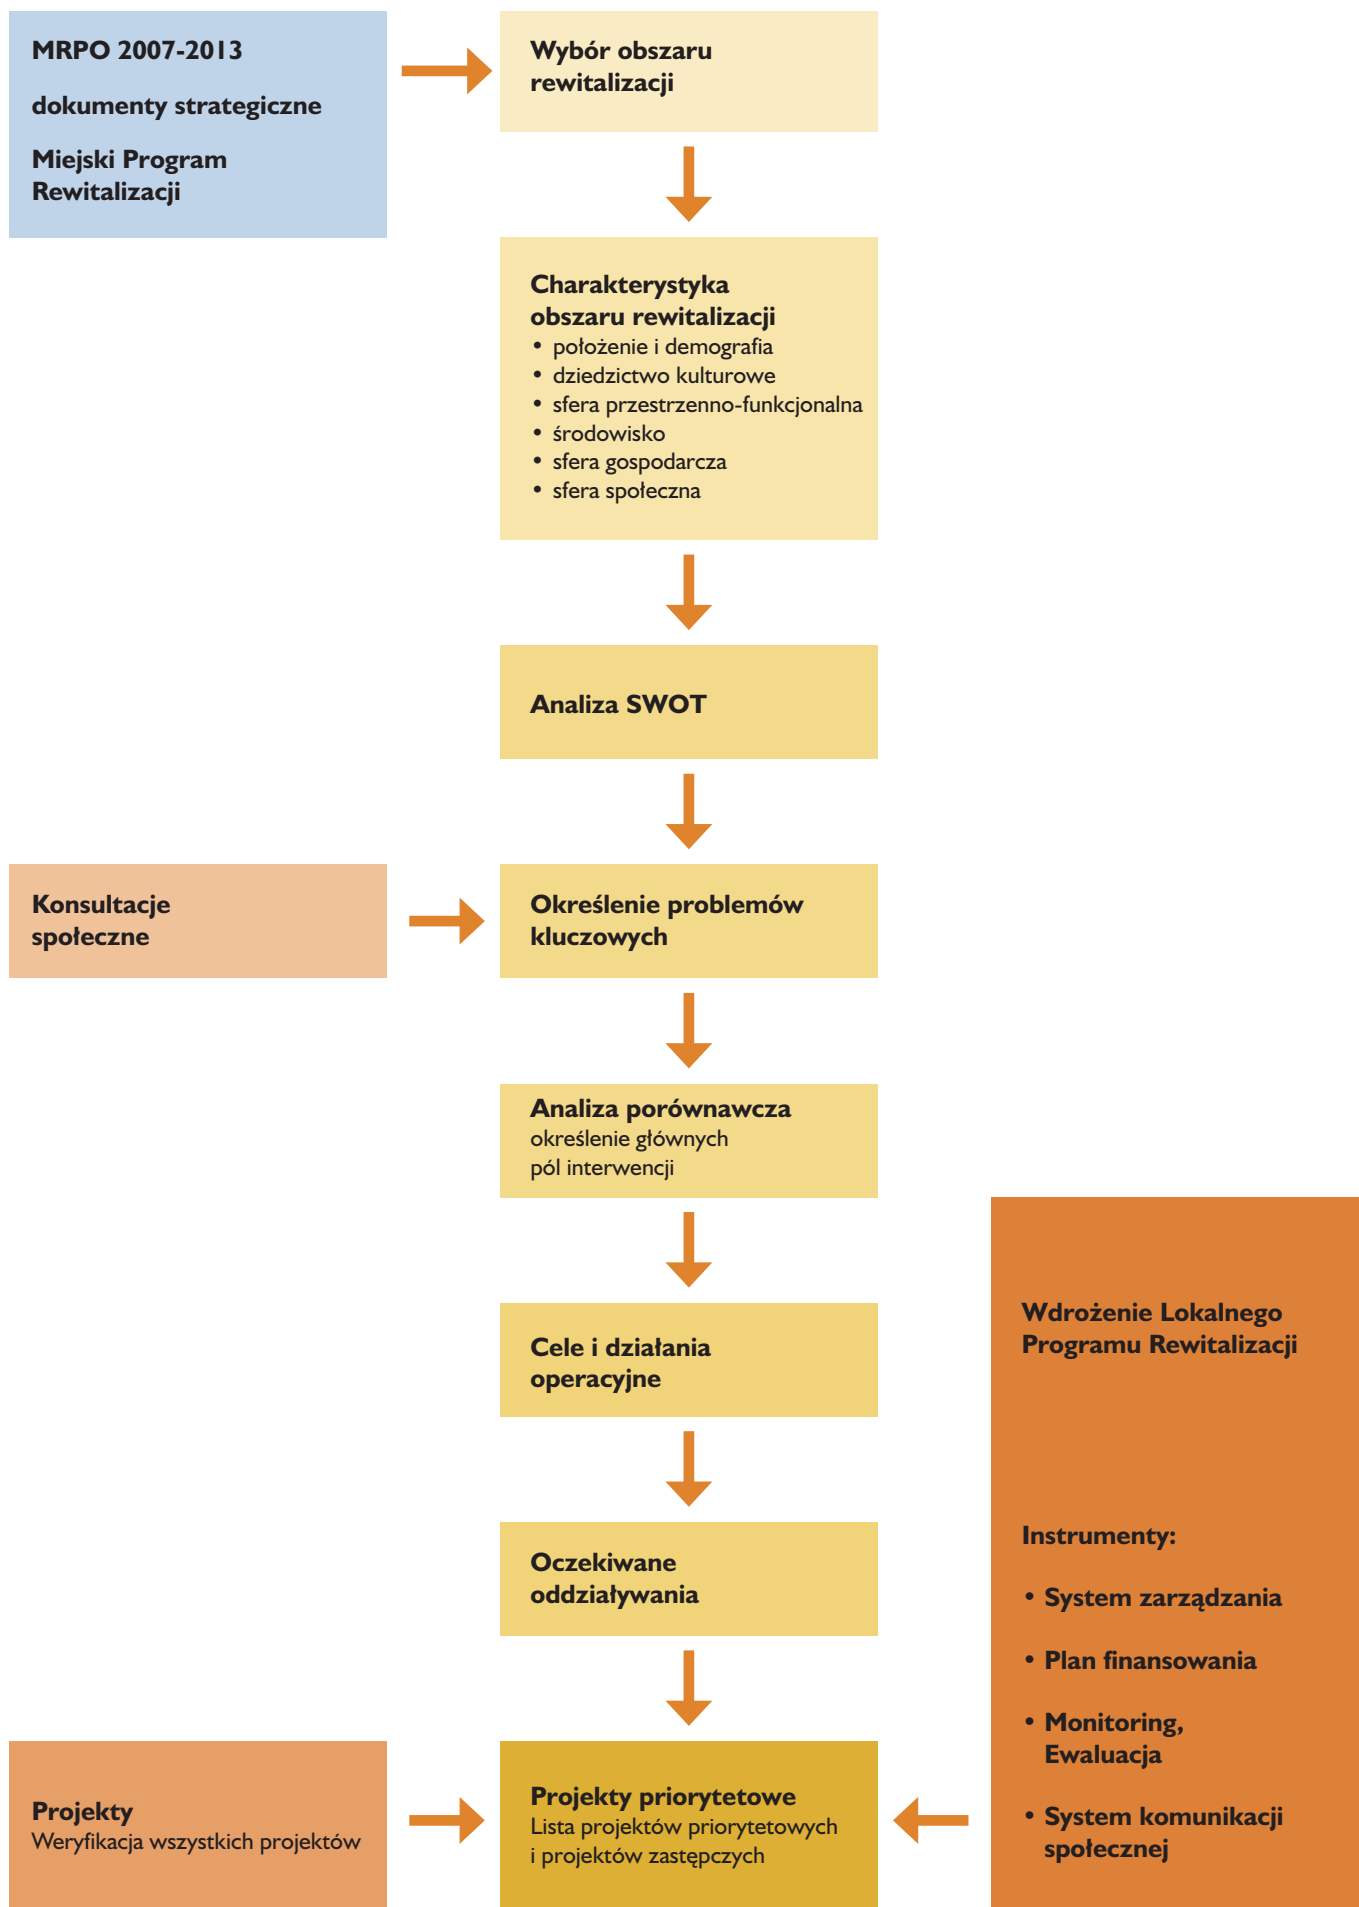 MRPO 2007-2013
dokumenty strategiczne
Miejski Program
Rewitalizacji
Wybór obszaru
rewitalizacji
Charakterystyka
obszaru rewitalizacji
• położenie i demografia
• dziedzictwo kulturowe
• sfera przestrzenno-funkcjonalna
• środowisko
• sfera gospodarcza
• sfera społeczna
Analiza SWOT
Konsultacje
społeczne
Określenie problemów
kluczowych
Analiza porównawcza
określenie głównych
pól interwencji
Cele i działania
operacyjne
Oczekiwane
oddziaływania
Projekty
Weryfikacja wszystkich projektów
Projekty priorytetowe
Lista projektów priorytetowych
i projektów zastępczych
Wdrożenie Lokalnego
Programu Rewitalizacji
Instrumenty:
• System zarządzania
• Plan finansowania
• Monitoring,
Ewaluacja
• System komunikacji
społecznej